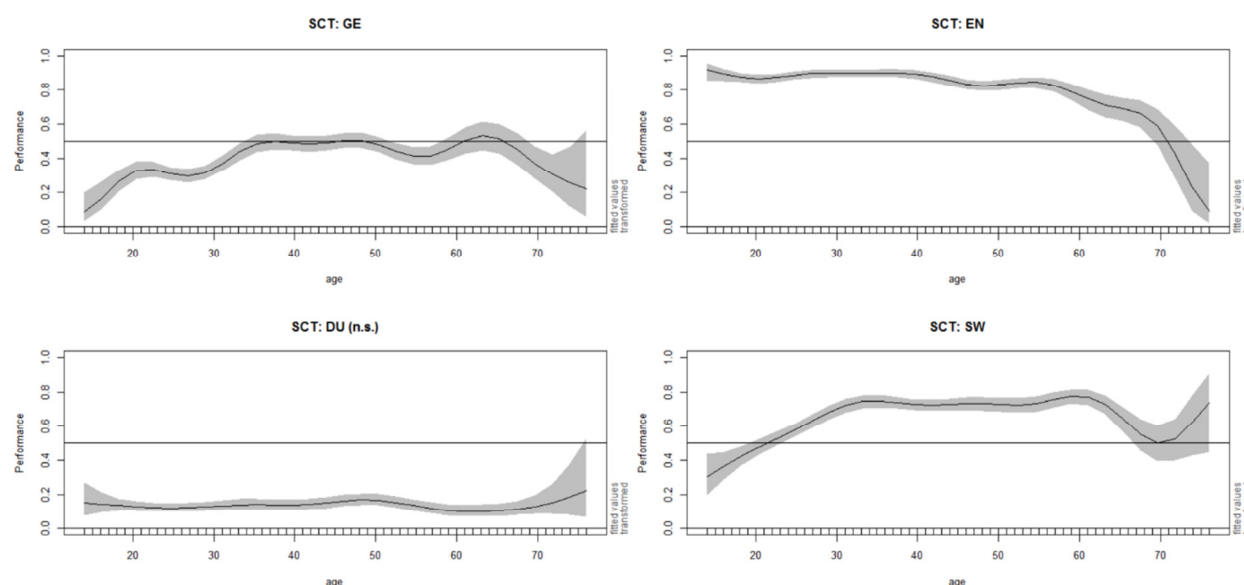 SCT: GE
Performance
1.0
0.8
0.6
0.4
0.2
0.0
20 30 40 50 60 70
age
fitted values
transformed
SCT: EN
Performance
1.0
0.8
0.6
0.4
0.2
0.0
20 30 40 50 60 70
age
fitted values
SCT: DU (n.s.)
Performance
1.0
0.8
0.6
0.4
0.2
0.0
20 30 40 50 60 70
age
fitted values
transformed
SCT: SW
Performance
1.0
0.8
0.6
0.4
0.2
0.0
20 30 40 50 60 70
age
fitted values